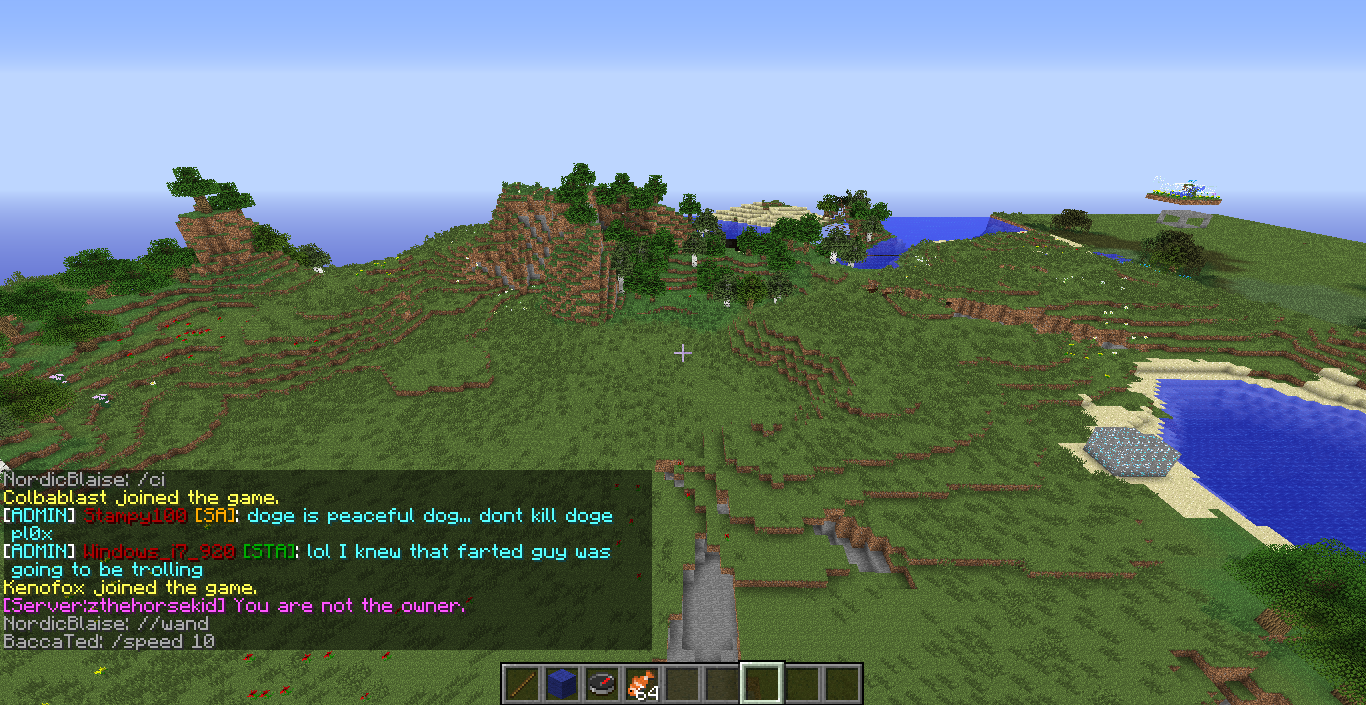 NordicBlaise: /ci
Colbablast joined the game.
[ADMIN] Stampy100 [SA]: doge is peaceful dog... dont kill doge
pl0x
[ADMIN] Windows_i7_920 [STA]: lol I knew that farted guy was
going to be trolling
Kenofox joined the game.
[Server:zthehorsekid] You are not the owner.
NordicBlaise: //wand
BaccaTed: /speed 10
64